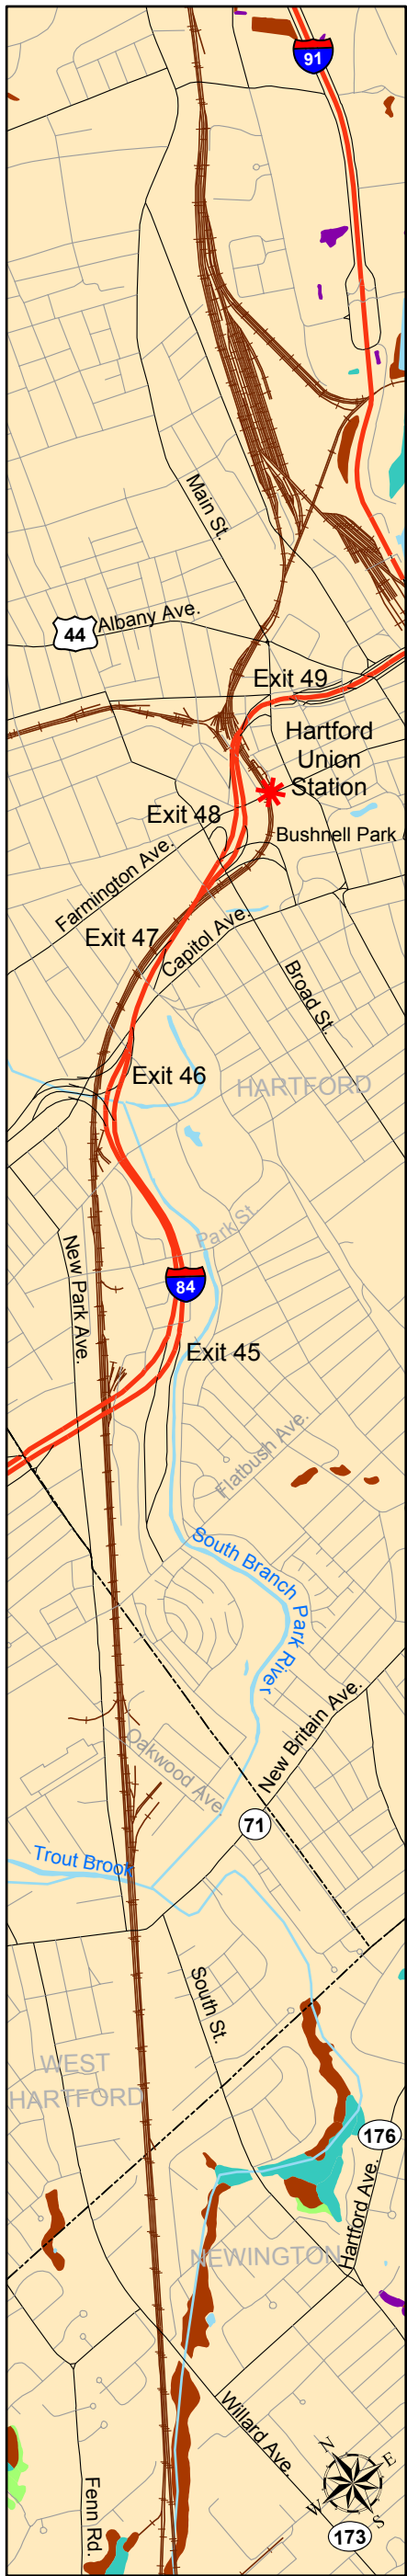 91
Main St.
44
Albany Ave.
Exit 49
Hartford
Union
Station
Exit 48
Bushnell Park
Farmington Ave.
Exit 47
Capitol Ave.
Broad St.
Exit 46
HARTFORD
Park St
New Park Ave.
84
Exit 45
Flatbush Ave.
South Branch Park River
New Britain Ave.
Oakwood Ave.
71
Trout Brook
South St.
WEST
HARTFORD
176
Hartford Ave.
NEWINGTON
Willard Ave.
Fenn Rd.
N
E
W
S
173